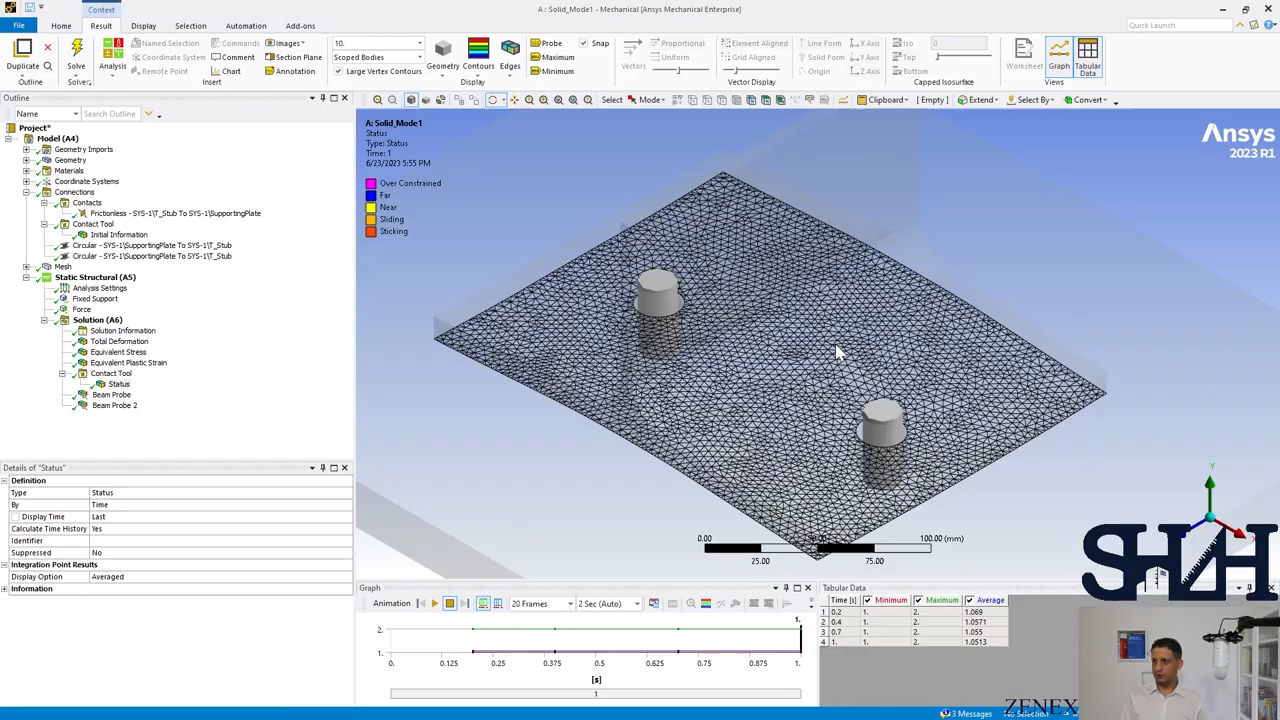 Context
A : Solid_Mode1 - Mechanical [Ansys Mechanical Enterprise]
File
Home
Result
Display
Selection
Automation
Add-ons
Quick Launch
Duplicate
Outline
Solve
Solver
Analysis
Named Selection
Coordinate System
Remote Point
Commands
Comment
Chart
Insert
Images
Section Plane
Annotation
10.
Scoped Bodies
Large Vertex Contours
Geometry
Contours
Edges
Display
Probe
Maximum
Minimum
Snap
Vectors
Proportional
Uniform
Element Aligned
Grid Aligned
Vector Display
Line Form
Solid Form
Origin
X Axis
Y Axis
Z Axis
Iso
Top
Bottom
0
Capped Isosurface
Worksheet
Graph
Tabular
Data
Views
Outline
Name
Search Outline
Select
Mode
Clipboard
[ Empty ]
Extend
Select By
Convert
Project*
Model (A4)
Geometry Imports
Geometry
Materials
Coordinate Systems
Connections
Contacts
Frictionless - SYS-1\T_Stub To SYS-1\SupportingPlate
Contact Tool
Initial Information
Circular - SYS-1\SupportingPlate To SYS-1\T_Stub
Circular - SYS-1\SupportingPlate To SYS-1\T_Stub
Mesh
Static Structural (A5)
Analysis Settings
Fixed Support
Force
Solution (A6)
Solution Information
Total Deformation
Equivalent Stress
Equivalent Plastic Strain
Contact Tool
Status
Beam Probe
Beam Probe 2
A: Solid_Mode1
Status
Type: Status
Time: 1
6/23/2023 5:55 PM
Over Constrained
Far
Near
Sliding
Sticking
Ansys
2023 R1
Y
0.00
100.00 (mm)
25.00
75.00
Details of "Status"
Definition
Type Status
By Time
Display Time Last
Calculate Time History Yes
Identifier
Suppressed No
Integration Point Results
Display Option Averaged
Information
Graph
Animation
20 Frames
2 Sec (Auto)
1.
2.
1.
0. 0.125 0.25 0.375 0.5 0.625 0.75 0.875 1.
[s]
1
Tabular Data
Time [s] Minimum Maximum Average
1 0.2 1. 2. 1.069
2 0.4 1. 2. 1.0571
3 0.7 1. 2. 1.055
4 1. 1. 2. 1.0513
ZENEX
3 Messages
No Selection